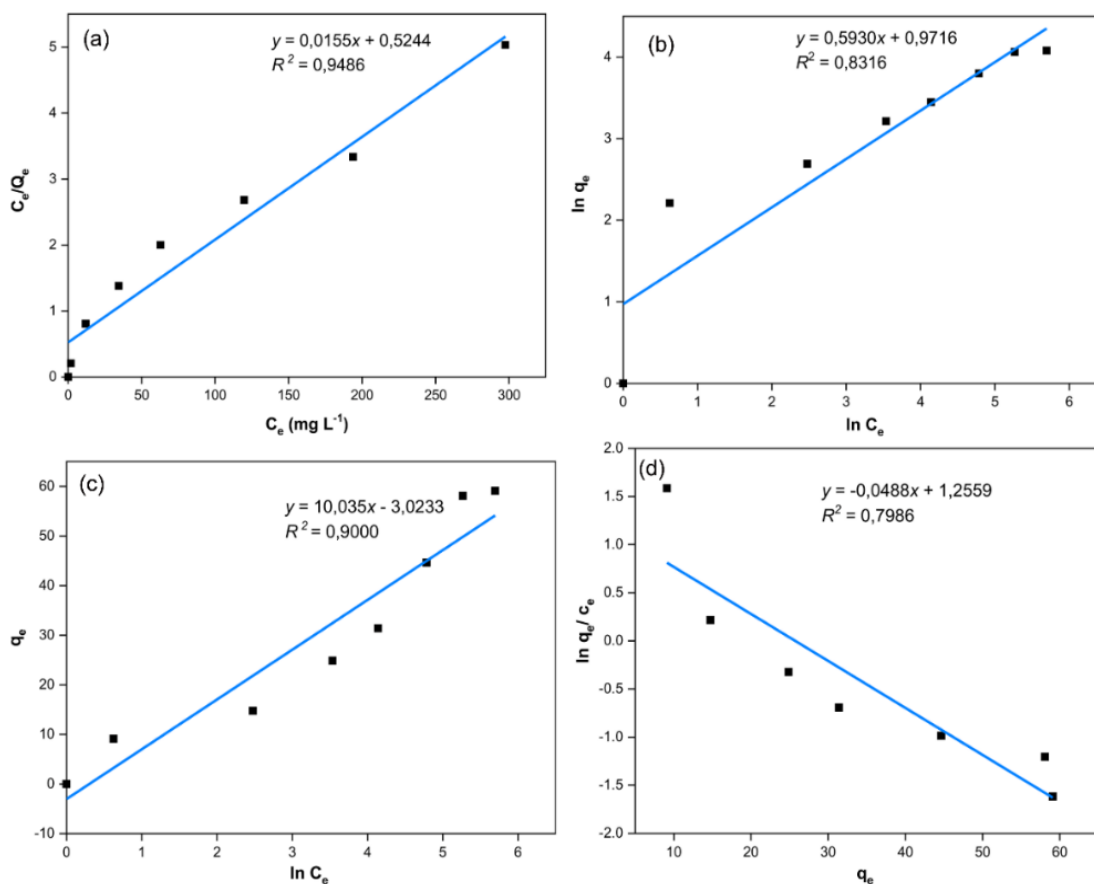 (a)
y = 0,0155x + 0,5244
R² = 0,9486
5
4
3
2
1
0
Cₑ/Qₑ
0 50 100 150 200 250 300
Cₑ (mg L⁻¹)
(b)
y = 0,5930x + 0,9716
R² = 0,8316
4
3
2
1
0
ln qₑ
0 1 2 3 4 5 6
ln Cₑ
(c)
y = 10,035x - 3,0233
R² = 0,9000
60
50
40
30
20
10
0
-10
qₑ
0 1 2 3 4 5 6
ln Cₑ
(d)
y = -0,0488x + 1,2559
R² = 0,7986
2.0
1.5
1.0
0.5
0.0
-0.5
-1.0
-1.5
-2.0
ln qₑ/ cₑ
10 20 30 40 50 60
qₑ